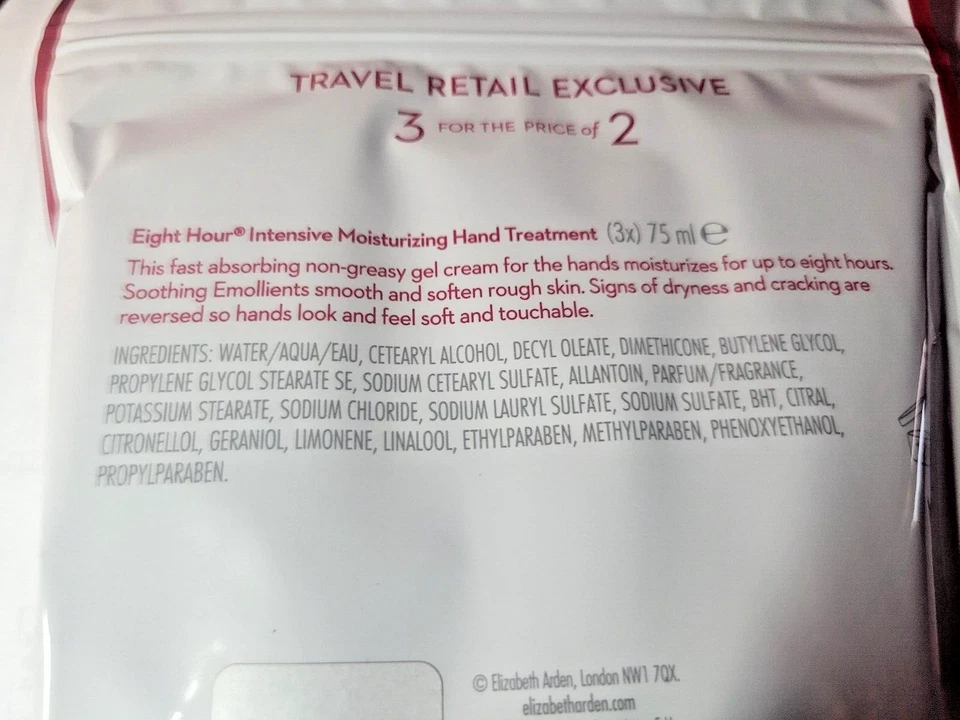 TRAVEL RETAIL EXCLUSIVE
3 FOR THE PRICE of 2
Eight Hour® Intensive Moisturizing Hand Treatment (3x) 75 ml ℮
This fast absorbing non-greasy gel cream for the hands moisturizes for up to eight hours.
Soothing Emollients smooth and soften rough skin. Signs of dryness and cracking are
reversed so hands look and feel soft and touchable.
INGREDIENTS: WATER/AQUA/EAU, CETEARYL ALCOHOL, DECYL OLEATE, DIMETHICONE, BUTYLENE GLYCOL,
PROPYLENE GLYCOL STEARATE SE, SODIUM CETEARYL SULFATE, ALLANTOIN, PARFUM/FRAGRANCE,
POTASSIUM STEARATE, SODIUM CHLORIDE, SODIUM LAURYL SULFATE, SODIUM SULFATE, BHT, CITRAL,
CITRONELLOL, GERANIOL, LIMONENE, LINALOOL, ETHYLPARABEN, METHYLPARABEN, PHENOXYETHANOL,
PROPYLPARABEN.
© Elizabeth Arden, London NW1 7QX.
elizabetharden.com